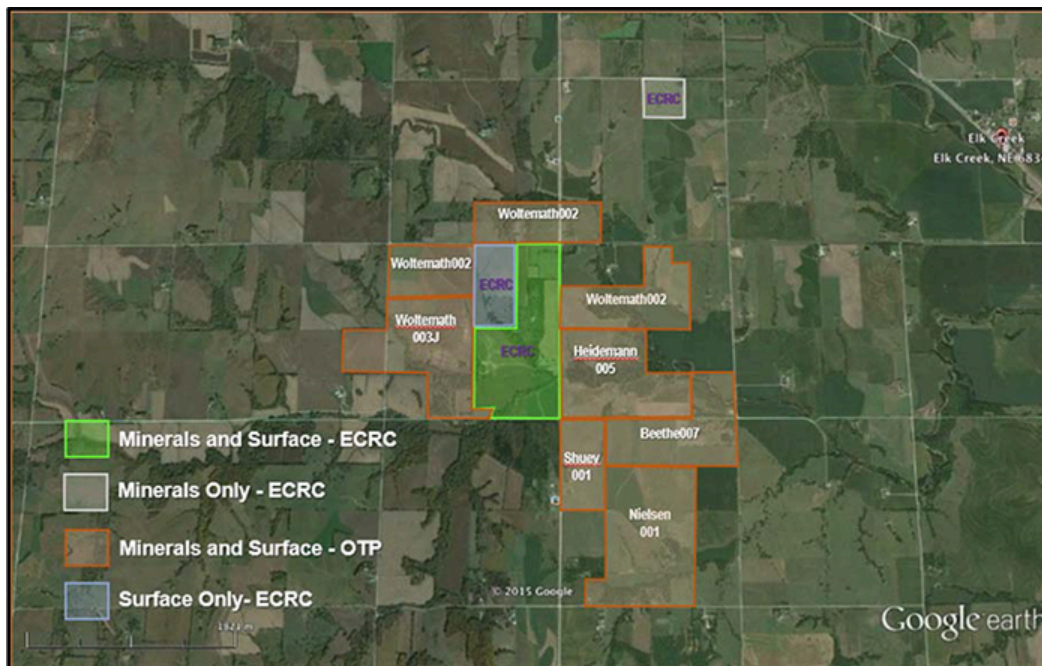 ECRC
Elk Creek
Elk Creek, NE 683
Woltemath002
Woltemath002
ECRC
Woltemath002
Woltemath
003J
ECRC
Heidemann
005
Minerals and Surface - ECRC
Beethe007
Shuey
001
Minerals Only - ECRC
Nielsen
001
Minerals and Surface - OTP
© 2015 Google
Surface Only- ECRC
Google earth